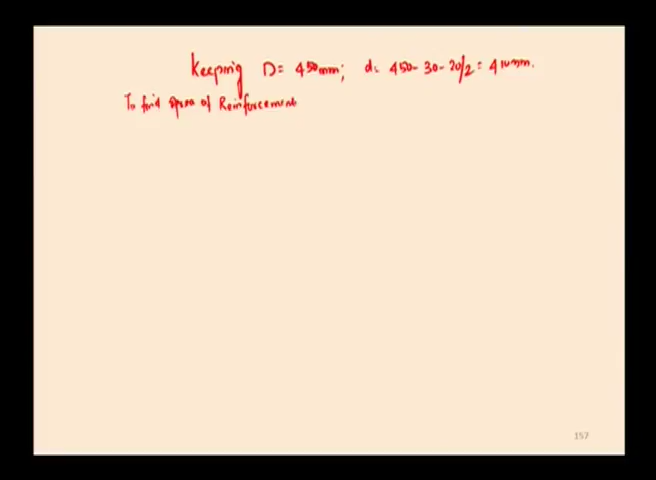 Keeping D = 450mm; d = 450 - 30 - 20/2 = 410mm.
To find Area of Reinforcement
157